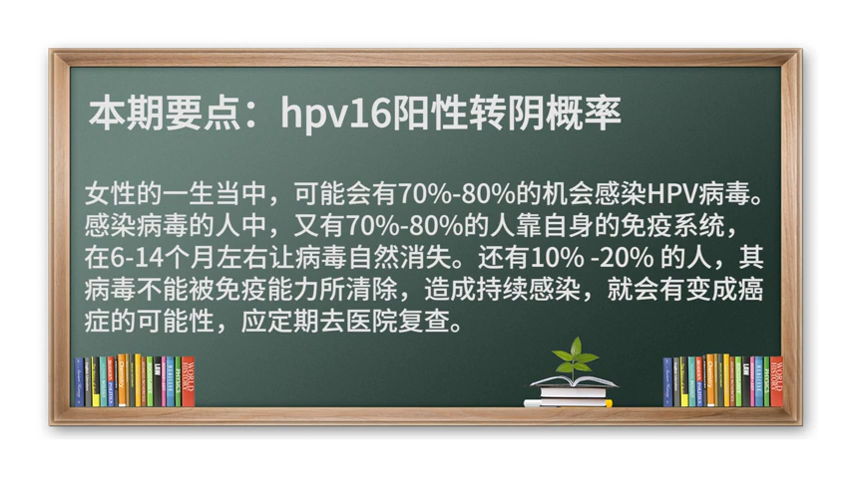 本期要点：hpv16阳性转阴概率
女性的一生当中，可能会有70%-80%的机会感染HPV病毒。
感染病毒的人中，又有70%-80%的人靠自身的免疫系统，
在6-14个月左右让病毒自然消失。还有10% -20% 的人，其
病毒不能被免疫能力所清除，造成持续感染，就会有变成癌
症的可能性，应定期去医院复查。
WORLD HISTORY
WORLD HISTORY